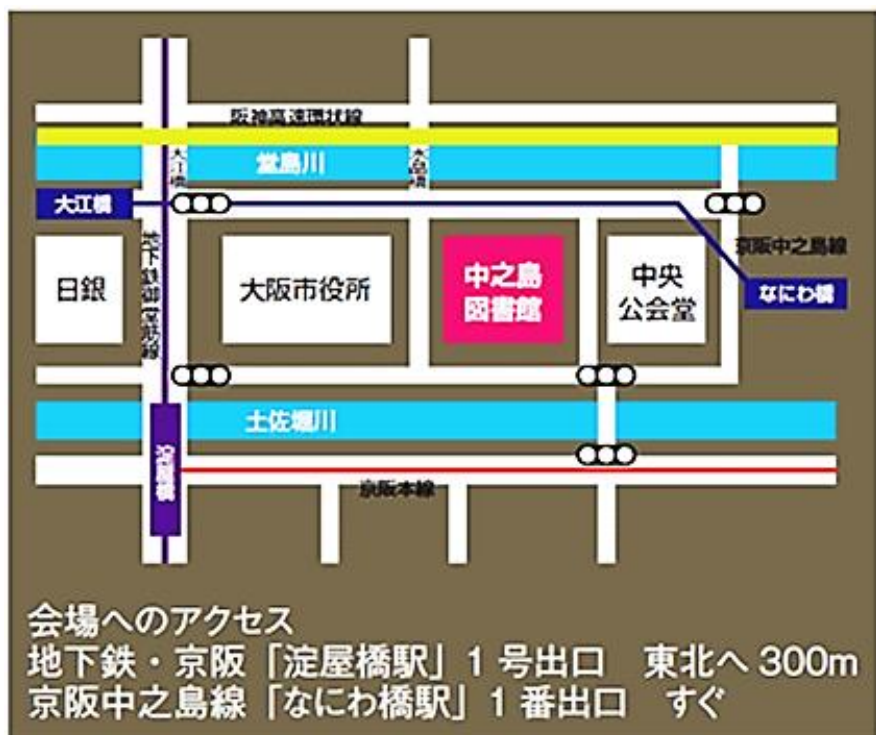 阪神高速環状線
堂島川
大江橋
大江橋
京阪中之島線
なにわ橋
日銀
地下鉄御堂筋線
大阪市役所
中之島
図書館
中央
公会堂
土佐堀川
淀屋橋
京阪本線
会場へのアクセス
地下鉄・京阪「淀屋橋駅」1号出口　東北へ300m
京阪中之島線「なにわ橋駅」1番出口　すぐ